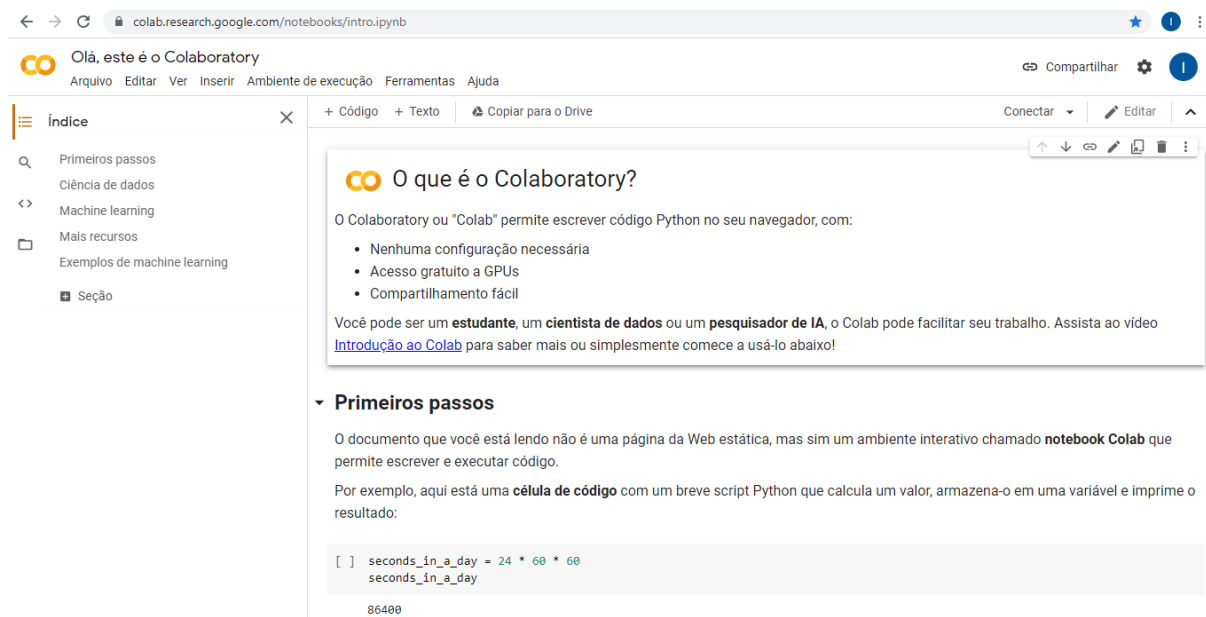 colab.research.google.com/notebooks/intro.ipynb
I
Olá, este é o Colaboratory
Arquivo Editar Ver Inserir Ambiente de execução Ferramentas Ajuda
Compartilhar
I
Índice
+ Código + Texto Copiar para o Drive
Conectar Editar
Primeiros passos
Ciência de dados
Machine learning
Mais recursos
Exemplos de machine learning
Seção
CO O que é o Colaboratory?
O Colaboratory ou "Colab" permite escrever código Python no seu navegador, com:
• Nenhuma configuração necessária
• Acesso gratuito a GPUs
• Compartilhamento fácil
Você pode ser um estudante, um cientista de dados ou um pesquisador de IA, o Colab pode facilitar seu trabalho. Assista ao vídeo
Introdução ao Colab para saber mais ou simplesmente comece a usá-lo abaixo!
Primeiros passos
O documento que você está lendo não é uma página da Web estática, mas sim um ambiente interativo chamado notebook Colab que
permite escrever e executar código.
Por exemplo, aqui está uma célula de código com um breve script Python que calcula um valor, armazena-o em uma variável e imprime o
resultado:
[ ] seconds_in_a_day = 24 * 60 * 60
seconds_in_a_day
86400